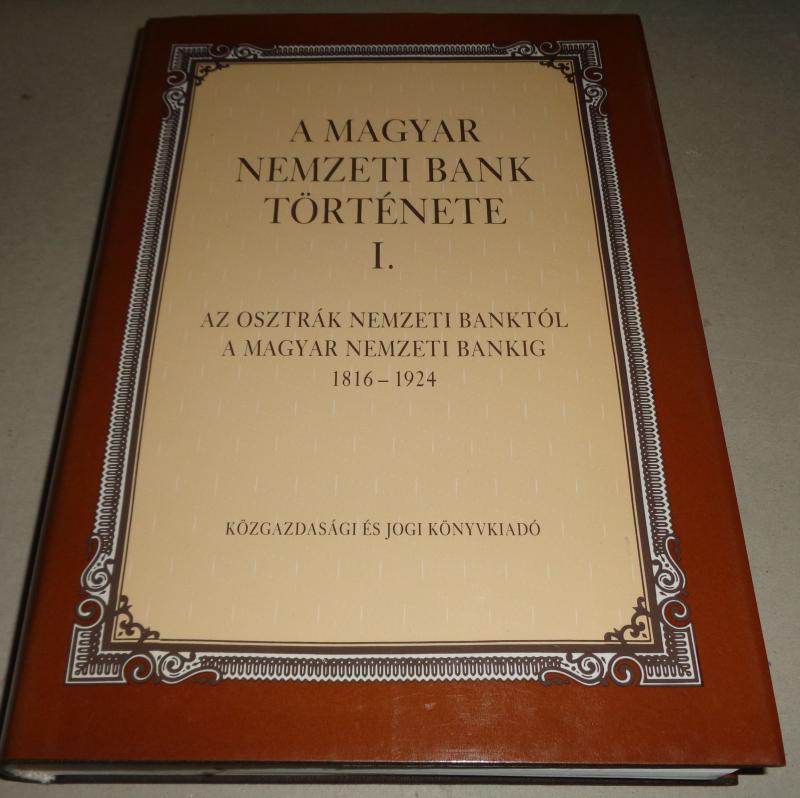 A MAGYAR
NEMZETI BANK
TÖRTÉNETE
I.
AZ OSZTRÁK NEMZETI BANKTÓL
A MAGYAR NEMZETI BANKIG
1816 – 1924
KÖZGAZDASÁGI ÉS JOGI KÖNYVKIADÓ